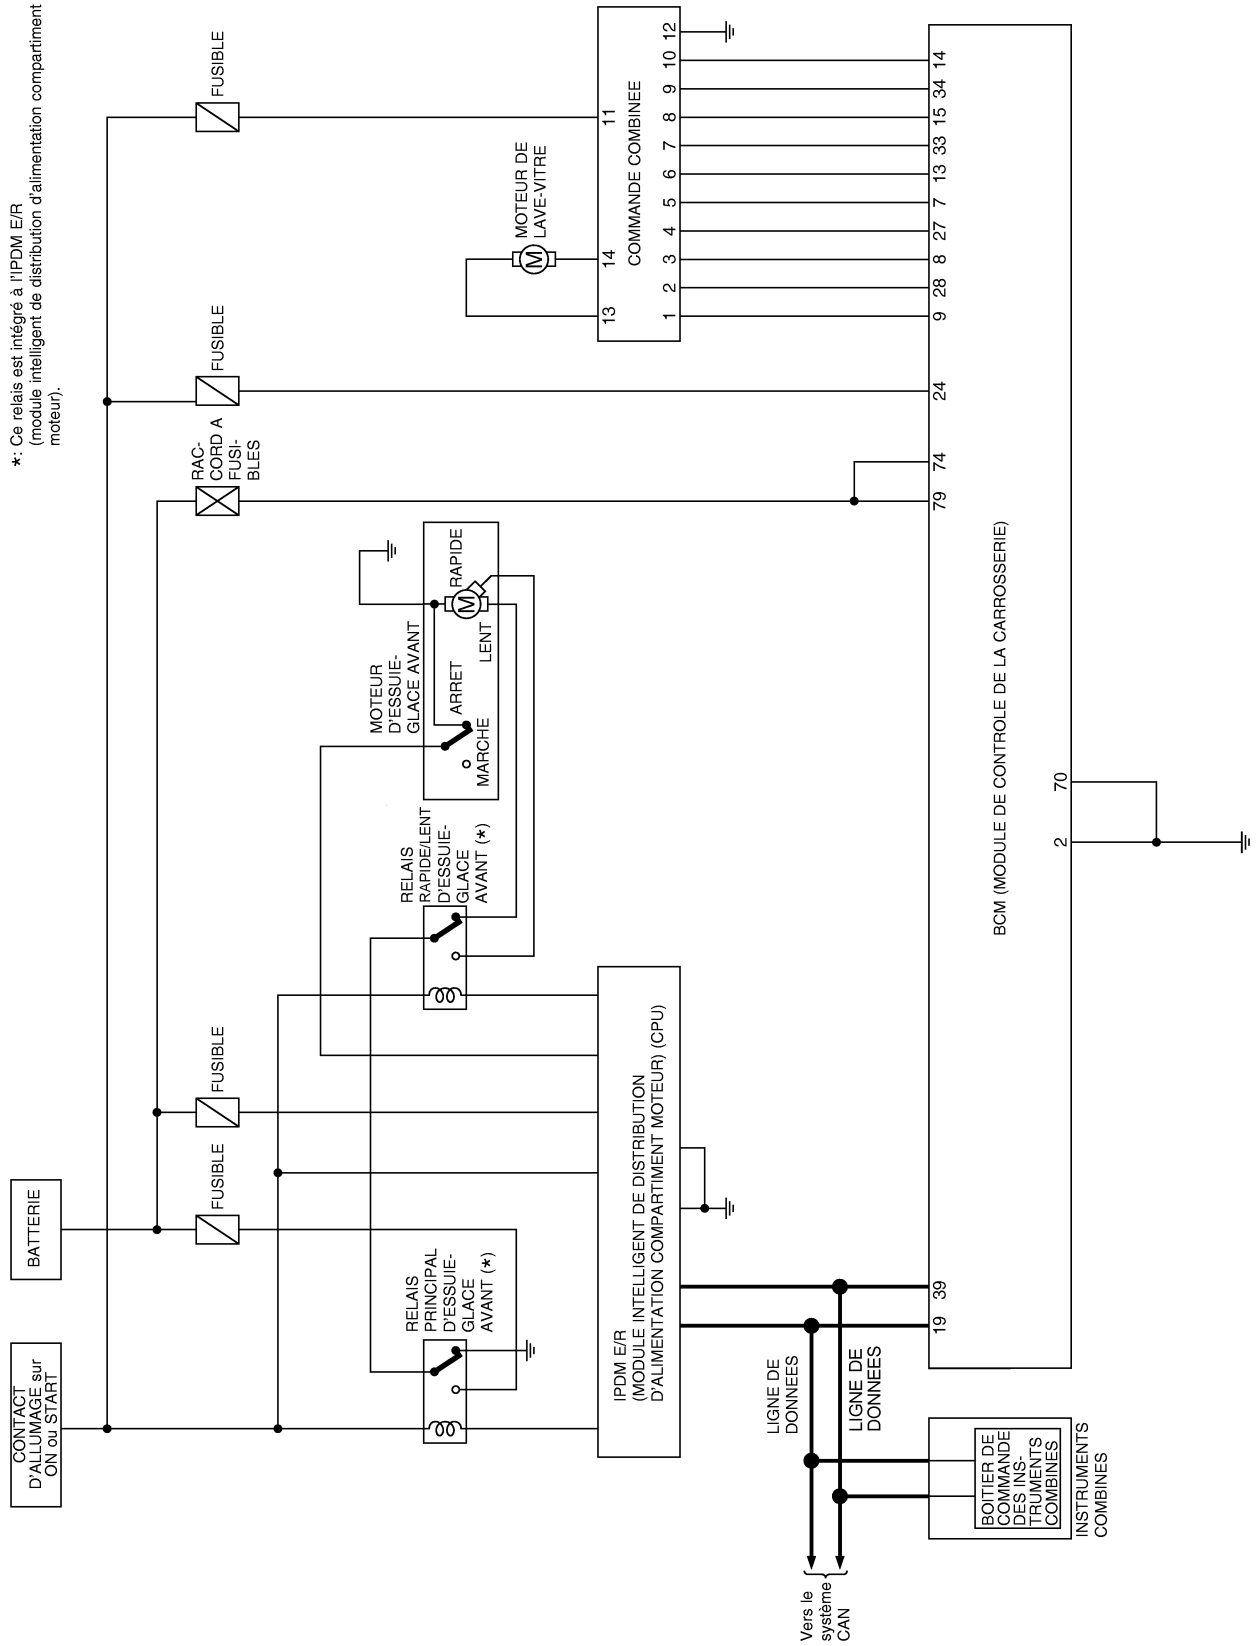 *: Ce relais est intégré à l'IPDM E/R
(module intelligent de distribution d'alimentation compartiment
moteur).
CONTACT
D'ALLUMAGE sur
ON ou START
BATTERIE
FUSIBLE
FUSIBLE
RAC-
CORD A
FUSI-
BLES
FUSIBLE
FUSIBLE
RELAIS
PRINCIPAL
D'ESSUIE-
GLACE
AVANT (*)
RELAIS
RAPIDE/LENT
D'ESSUIE-
GLACE
AVANT (*)
MOTEUR
D'ESSUIE-
GLACE AVANT
ARRET
MARCHE
LENT
RAPIDE
M
MOTEUR DE
LAVE-VITRE
M
13
14
11
COMMANDE COMBINEE
1
2
3
4
5
6
7
8
9
10
12
IPDM E/R
(MODULE INTELLIGENT DE DISTRIBUTION
D'ALIMENTATION COMPARTIMENT MOTEUR) (CPU)
LIGNE DE
DONNEES
LIGNE DE
DONNEES
Vers le
système
CAN
19
39
79
74
24
9
28
8
27
7
13
33
15
34
14
BCM (MODULE DE CONTROLE DE LA CARROSSERIE)
2
70
BOITIER DE
COMMANDE
DES INS-
TRUMENTS
COMBINES
INSTRUMENTS
COMBINES